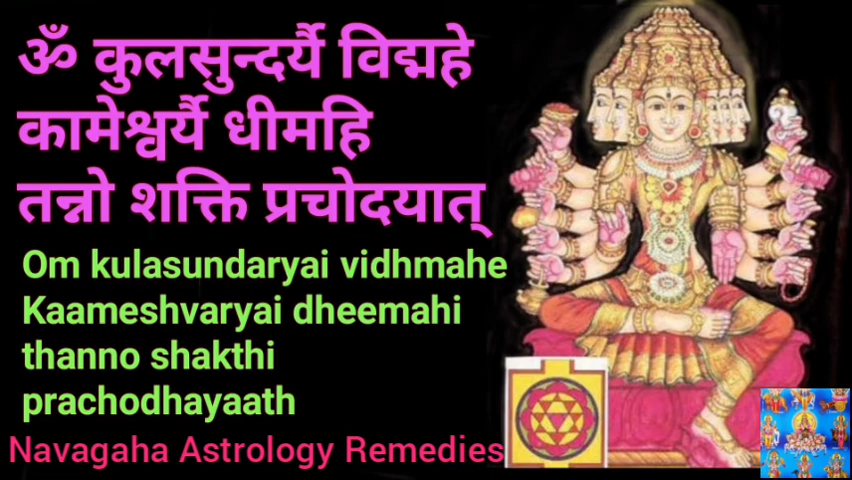 ॐ कुलसुन्दर्यै विद्महे
कामेश्वर्यै धीमहि
तन्नो शक्ति प्रचोदयात्
Om kulasundaryai vidhmahe
Kaameshvaryai dheemahi
thanno shakthi
prachodhayaath
Navagaha Astrology Remedies